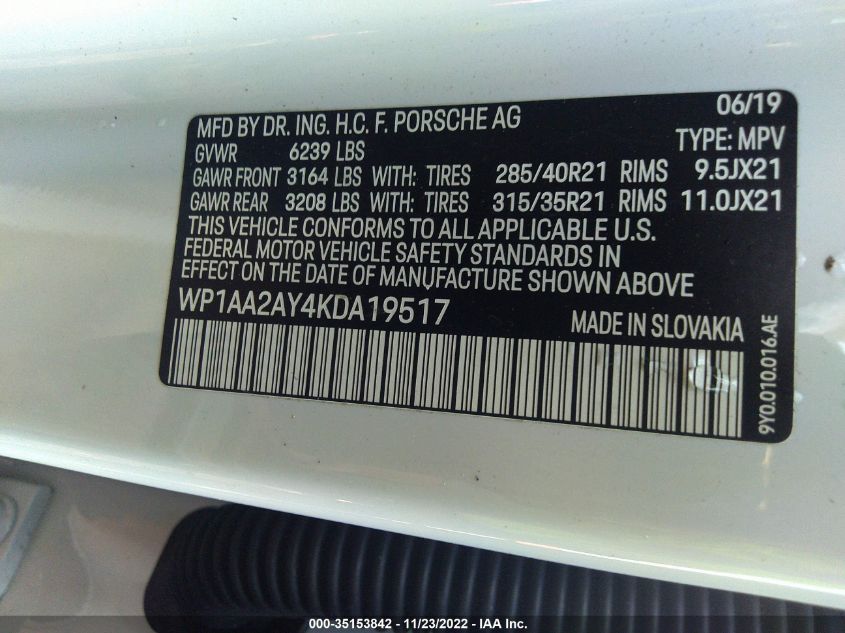 06/19
MFD BY DR. ING. H.C. F. PORSCHE AG
TYPE: MPV
GVWR 6239 LBS
GAWR FRONT 3164 LBS WITH: TIRES 285/40R21 RIMS 9.5JX21
GAWR REAR 3208 LBS WITH: TIRES 315/35R21 RIMS 11.0JX21
THIS VEHICLE CONFORMS TO ALL APPLICABLE U.S.
FEDERAL MOTOR VEHICLE SAFETY STANDARDS IN
EFFECT ON THE DATE OF MANUFACTURE SHOWN ABOVE
WP1AA2AY4KDA19517 MADE IN SLOVAKIA
9Y0.010.016.AE
000-35153842 - 11/23/2022 - IAA Inc.